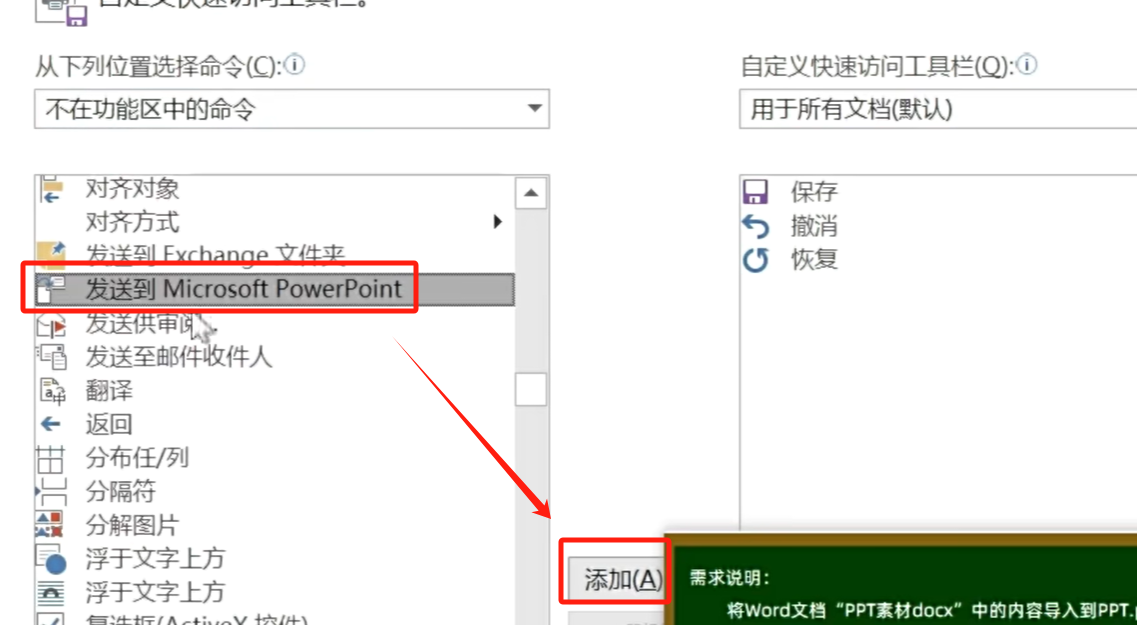 自定义快速访问工具栏。
从下列位置选择命令(C):
自定义快速访问工具栏(Q):
不在功能区中的命令
用于所有文档(默认)
对齐对象
对齐方式
发送到 Exchange 文件夹
发送到 Microsoft PowerPoint
发送供审阅...
发送至邮件收件人
翻译
返回
分布任/列
分隔符
分解图片
浮于文字上方
浮于文字上方
复选框(ActiveX 控件)
保存
撤消
恢复
添加(A)
需求说明：
将Word文档“PPT素材docx”中的内容导入到PPT.